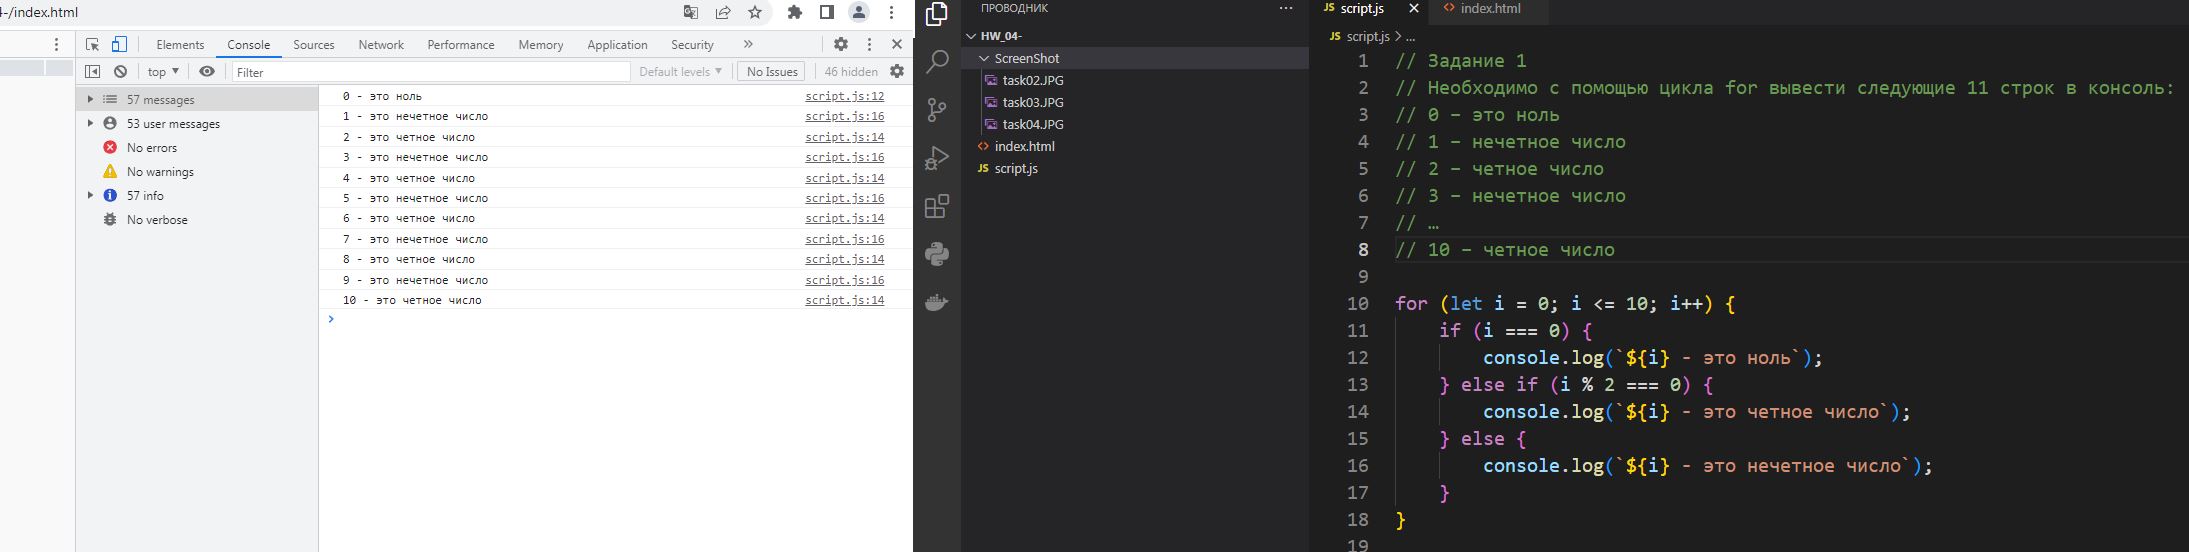 4-/index.html
Elements Console Sources Network Performance Memory Application Security »
top ▼ Filter Default levels ▼ No Issues 46 hidden
57 messages
53 user messages
No errors
No warnings
57 info
No verbose
0 - это ноль script.js:12
1 - это нечетное число script.js:16
2 - это четное число script.js:14
3 - это нечетное число script.js:16
4 - это четное число script.js:14
5 - это нечетное число script.js:16
6 - это четное число script.js:14
7 - это нечетное число script.js:16
8 - это четное число script.js:14
9 - это нечетное число script.js:16
10 - это четное число script.js:14
>
ПРОВОДНИК ...
HW_04-
ScreenShot
task02.JPG
task03.JPG
task04.JPG
<> index.html
JS script.js
JS script.js × <> index.html
JS script.js > ...
1 // Задание 1
2 // Необходимо с помощью цикла for вывести следующие 11 строк в консоль:
3 // 0 – это ноль
4 // 1 – нечетное число
5 // 2 – четное число
6 // 3 – нечетное число
7 // …
8 // 10 – четное число
9
10 for (let i = 0; i <= 10; i++) {
11 if (i === 0) {
12 console.log(`${i} - это ноль`);
13 } else if (i % 2 === 0) {
14 console.log(`${i} - это четное число`);
15 } else {
16 console.log(`${i} - это нечетное число`);
17 }
18 }
19